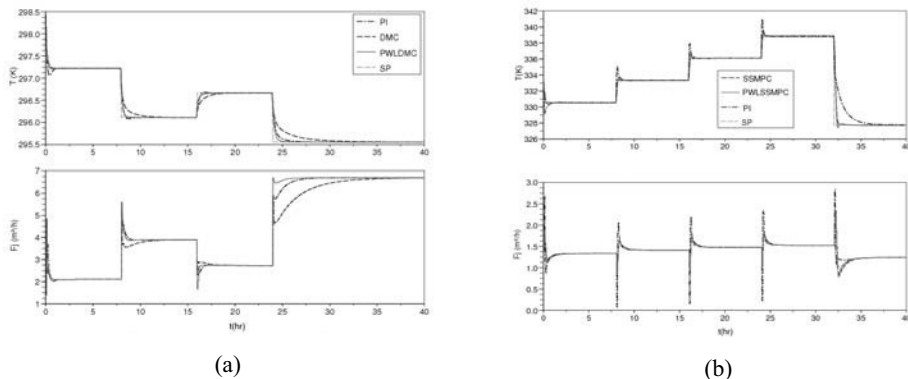 298.5
298.0
297.5
297.0
296.5
296.0
295.5
T (K)
PI
DMC
PWLDMC
SP
0 5 10 15 20 25 30 35 40
7
6
5
4
3
2
1
Fj (m³/h)
0 5 10 15 20 25 30 35 40
t(hr)
(a)
342
340
338
336
334
332
330
328
326
T(K)
SSMPC
PWLSSMPC
PI
SP
0 5 10 15 20 25 30 35 40
3.0
2.5
2.0
1.5
1.0
0.5
0.0
Fj (m³/h)
0 5 10 15 20 25 30 35 40
t(hr)
(b)